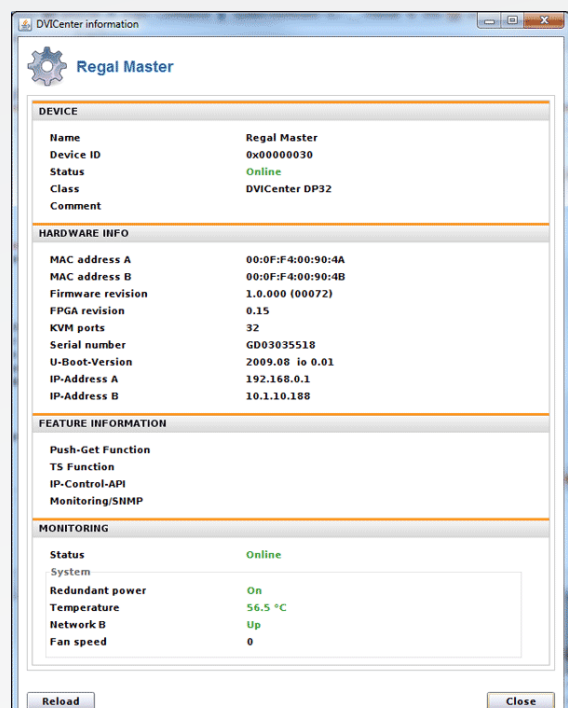 DVICenter information
Regal Master
DEVICE
Name Regal Master
Device ID 0x00000030
Status Online
Class DVICenter DP32
Comment
HARDWARE INFO
MAC address A 00:0F:F4:00:90:4A
MAC address B 00:0F:F4:00:90:4B
Firmware revision 1.0.000 (00072)
FPGA revision 0.15
KVM ports 32
Serial number GD03035518
U-Boot-Version 2009.08 io 0.01
IP-Address A 192.168.0.1
IP-Address B 10.1.10.188
FEATURE INFORMATION
Push-Get Function
TS Function
IP-Control-API
Monitoring/SNMP
MONITORING
Status Online
System
Redundant power On
Temperature 56.5 °C
Network B Up
Fan speed 0
Reload Close